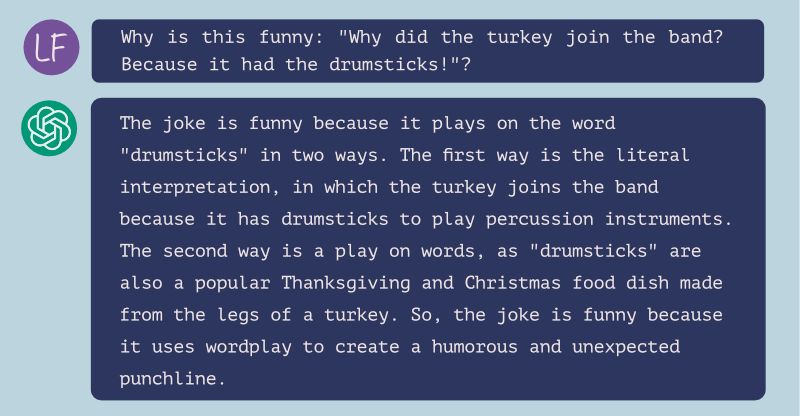 LF
Why is this funny: "Why did the turkey join the band?
Because it had the drumsticks!"?
The joke is funny because it plays on the word
"drumsticks" in two ways. The first way is the literal
interpretation, in which the turkey joins the band
because it has drumsticks to play percussion instruments.
The second way is a play on words, as "drumsticks" are
also a popular Thanksgiving and Christmas food dish made
from the legs of a turkey. So, the joke is funny because
it uses wordplay to create a humorous and unexpected
punchline.